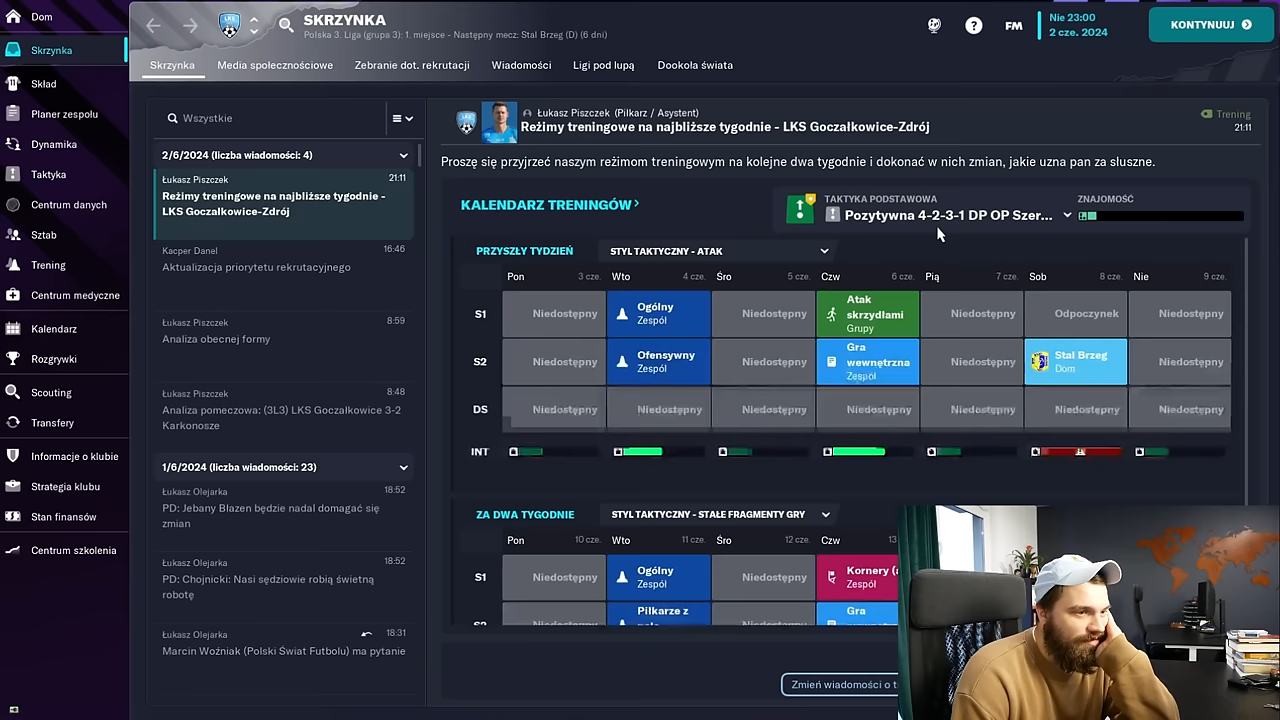 Dom
Skrzynka
Skład
Planer zespołu
Dynamika
Taktyka
Centrum danych
Sztab
Trening
Centrum medyczne
Kalendarz
Rozgrywki
Scouting
Transfery
Informacje o klubie
Strategia klubu
Stan finansów
Centrum szkolenia
SKRZYNKA
Polska 3. Liga (grupa 3): 1. miejsce - Następny mecz: Stal Brzeg (D) (6 dni)
FM
Nie 23:00
2 cze. 2024
KONTYNUUJ
Skrzynka
Media społecznościowe
Zebranie dot. rekrutacji
Wiadomości
Ligi pod lupą
Dookoła świata
Wszystkie
2/6/2024 (liczba wiadomości: 4)
Łukasz Piszczek 21:11
Reżimy treningowe na najbliższe tygodnie -
LKS Goczałkowice-Zdrój
Kacper Danel 16:46
Aktualizacja priorytetu rekrutacyjnego
Łukasz Piszczek 8:59
Analiza obecnej formy
Łukasz Piszczek 8:48
Analiza pomeczowa: (3L3) LKS Goczałkowice 3-2
Karkonosze
1/6/2024 (liczba wiadomości: 23)
Łukasz Olejarka 18:52
PD: Jebany Blazen będzie nadal domagać się
zmian
Łukasz Olejarka 18:52
PD: Chojnicki: Nasi sędziowie robią świetną
robotę
Łukasz Olejarka 18:31
Marcin Woźniak (Polski Świat Futbolu) ma pytanie
Łukasz Piszczek (Piłkarz / Asystent)
Reżimy treningowe na najbliższe tygodnie - LKS Goczałkowice-Zdrój
Trening
21:11
Proszę się przyjrzeć naszym reżimom treningowym na kolejne dwa tygodnie i dokonać w nich zmian, jakie uzna pan za słuszne.
KALENDARZ TRENINGÓW
TAKTYKA PODSTAWOWA
Pozytywna 4-2-3-1 DP OP Szer...
ZNAJOMOŚĆ
PRZYSZŁY TYDZIEŃ
STYL TAKTYCZNY - ATAK
Pon 3 cze. Wto 4 cze. Śro 5 cze. Czw 6 cze. Pią 7 cze. Sob 8 cze. Nie 9 cze.
S1
Niedostępny
Ogólny
Zespół
Niedostępny
Atak
skrzydłami
Grupy
Niedostępny
Odpoczynek
Niedostępny
S2
Niedostępny
Ofensywny
Zespół
Niedostępny
Gra
wewnętrzna
Zespół
Niedostępny
Stal Brzeg
Dom
Niedostępny
DS
Niedostępny Niedostępny Niedostępny Niedostępny Niedostępny Niedostępny Niedostępny
INT
ZA DWA TYGODNIE
STYL TAKTYCZNY - STAŁE FRAGMENTY GRY
Pon 10 cze. Wto 11 cze. Śro 12 cze. Czw 13
S1
Niedostępny
Ogólny
Zespół
Niedostępny
Kornery (a
Zespół
Piłkarze z
Gra
Zmień wiadomości o t